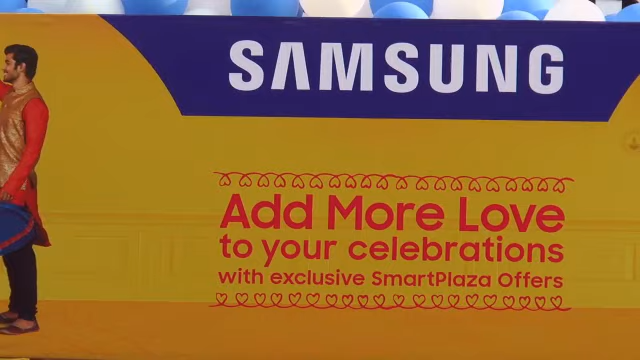 SAMSUNG
Add More Love
to your celebrations
with exclusive SmartPlaza Offers